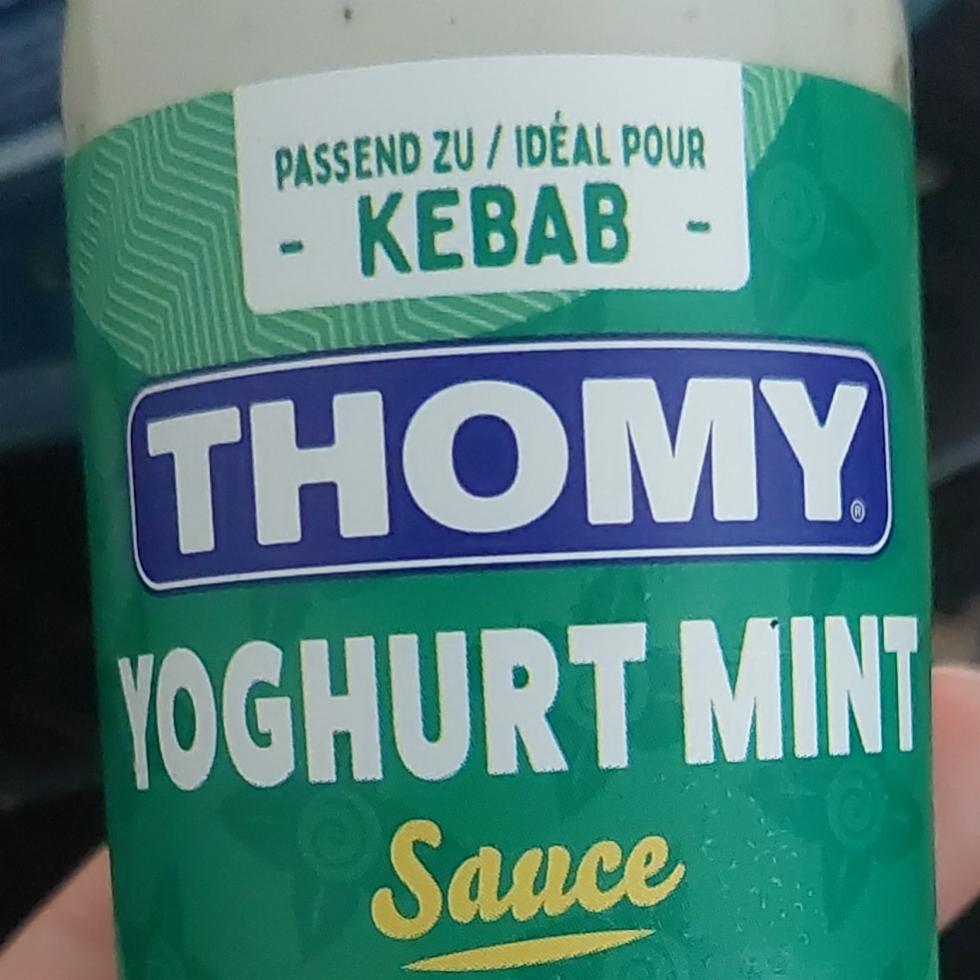 PASSEND ZU / IDÉAL POUR
- KEBAB -
THOMY®
YOGHURT MINT
Sauce